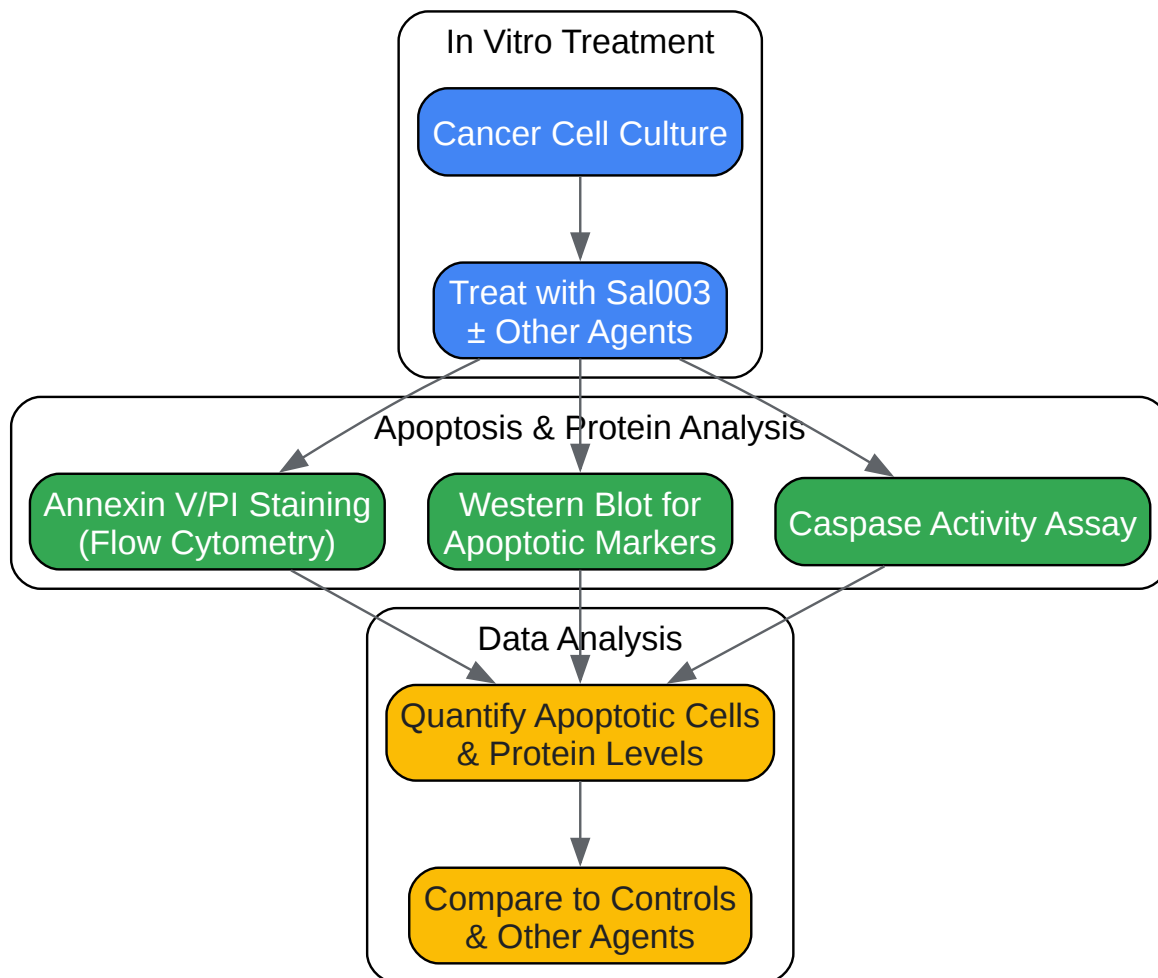 In Vitro Treatment
Cancer Cell Culture
Treat with Sal003
± Other Agents
Apoptosis & Protein Analysis
Annexin V/PI Staining
(Flow Cytometry)
Western Blot for
Apoptotic Markers
Caspase Activity Assay
Data Analysis
Quantify Apoptotic Cells
& Protein Levels
Compare to Controls
& Other Agents